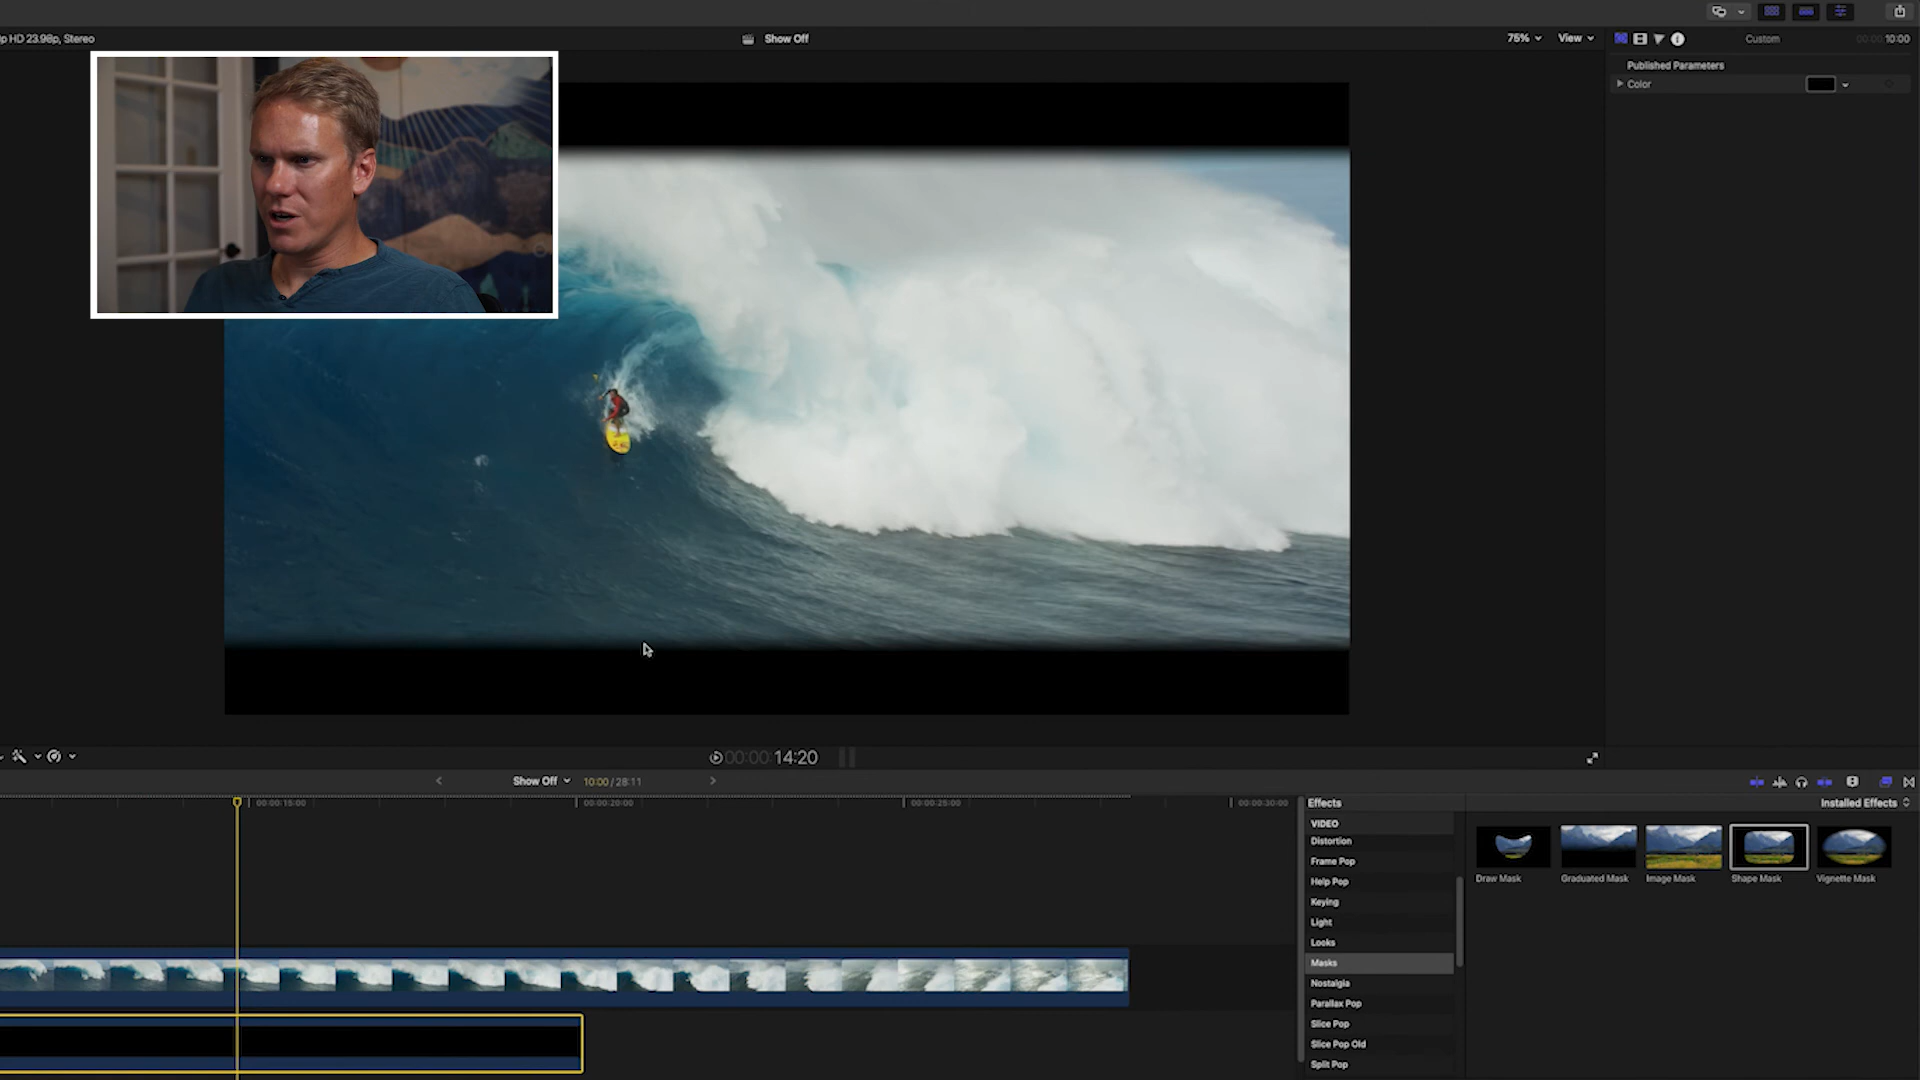 p HD 23.98p, Stereo
Show Off
75%
View
Custom
00:00:10:00
Published Parameters
Color
00:00:00:14:20
Show Off
10:00 / 28:11
00:00:15:00
00:00:20:00
00:00:25:00
00:00:30:00
Effects
Installed Effects
VIDEO
Distortion
Frame Pop
Help Pop
Keying
Light
Looks
Masks
Nostalgia
Parallax Pop
Slice Pop
Slice Pop Old
Split Pop
Draw Mask
Graduated Mask
Image Mask
Shape Mask
Vignette Mask